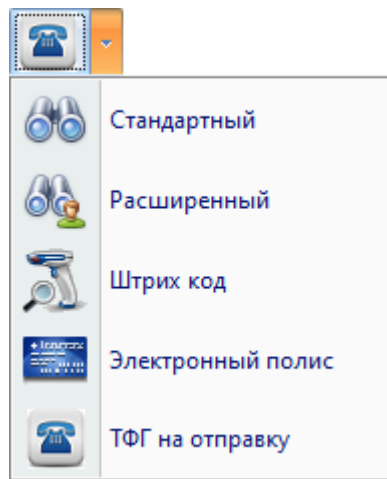 Стандартный
Расширенный
Штрих код
Электронный полис
ТФГ на отправку